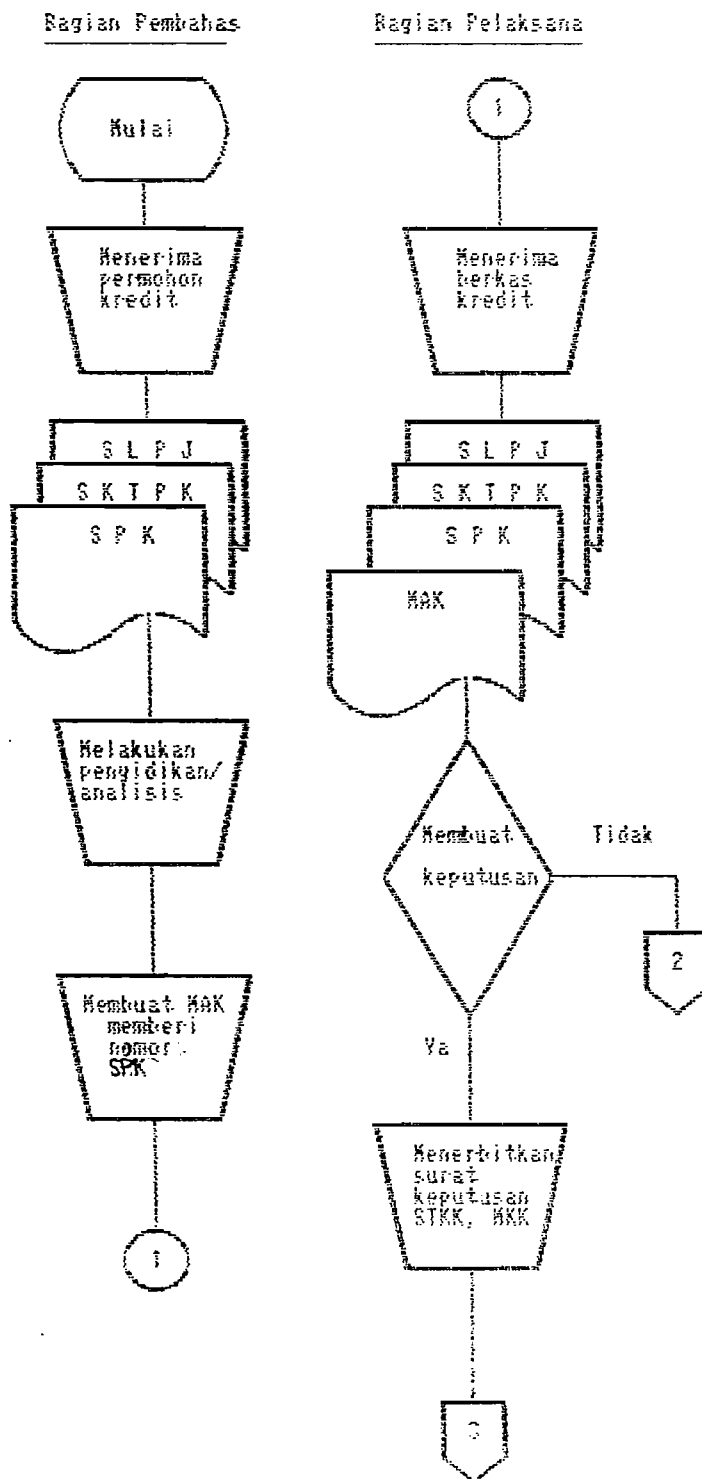 Bagian Pembahas
Mulai
Menerima
permohon
kredit
S L P J
S K T P K
S P K
Melakukan
penyidikan/
analisis
Membuat MAK
memberi
nomor
SPK
1
Bagian Pelaksana
1
Menerima
berkas
kredit
S L P J
S K T P K
S P K
MAK
Membuat
keputusan
Tidak
2
Ya
Menerbitkan
surat
keputusan
STKK, MKK
3